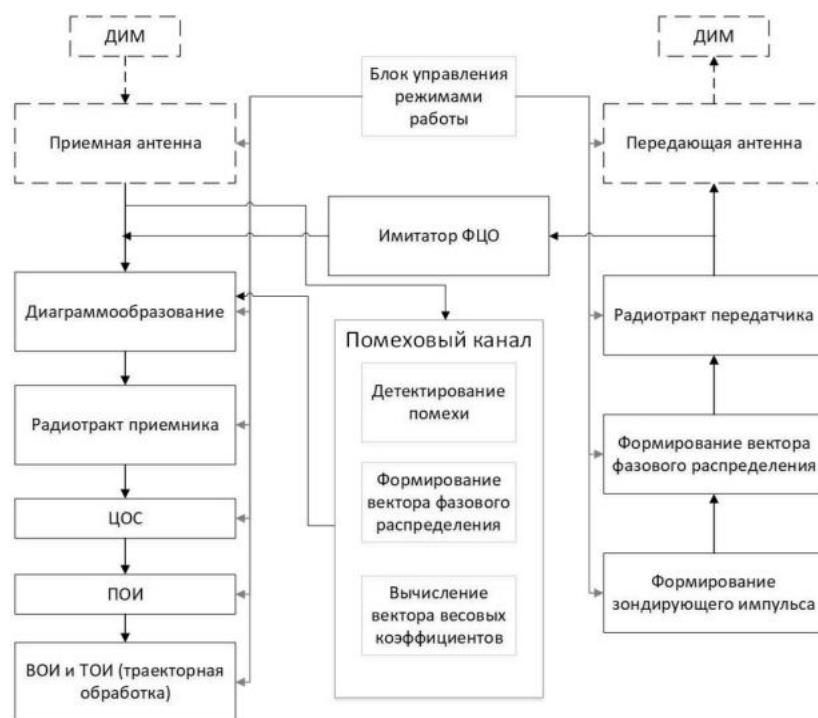 ДИМ
ДИМ
Блок управления
режимами
работы
Приемная антенна
Передающая антенна
Имитатор ФЦО
Диаграммообразование
Радиотракт передатчика
Помеховый канал
Детектирование
помехи
Радиотракт приемника
Формирование вектора
фазового распределения
Формирование
вектора фазового
распределения
ЦОС
ПОИ
Вычисление
вектора весовых
коэффициентов
Формирование
зондирующего импульса
ВОИ и ТОИ (траекторная
обработка)